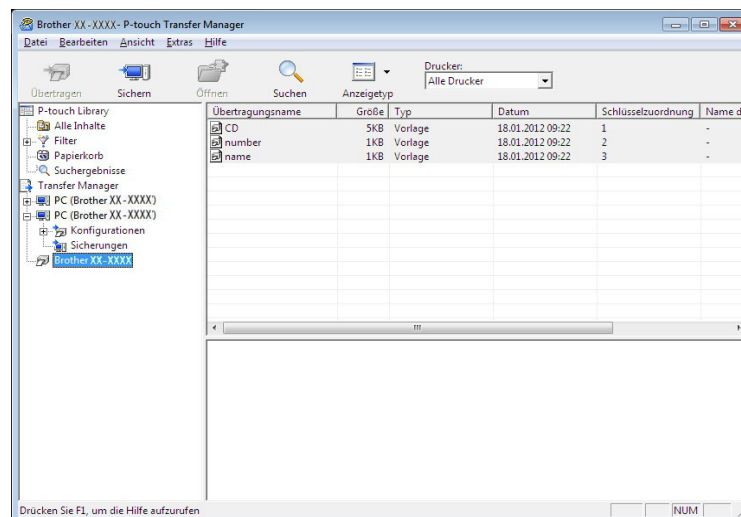 Brother XX-XXXX- P-touch Transfer Manager
Datei Bearbeiten Ansicht Extras Hilfe
Übertragen Sichern Öffnen Suchen Anzeigetyp
Drucker:
Alle Drucker
P-touch Library
Alle Inhalte
Filter
Papierkorb
Suchergebnisse
Transfer Manager
PC (Brother XX-XXXX)
PC (Brother XX-XXXX)
Konfigurationen
Sicherungen
Brother XX-XXXX
Übertragungsname Größe Typ Datum Schlüsselzuordnung Name d
CD 5KB Vorlage 18.01.2012 09:22 1 -
number 1KB Vorlage 18.01.2012 09:22 2 -
name 1KB Vorlage 18.01.2012 09:22 3 -
Drücken Sie F1, um die Hilfe aufzurufen
NUM